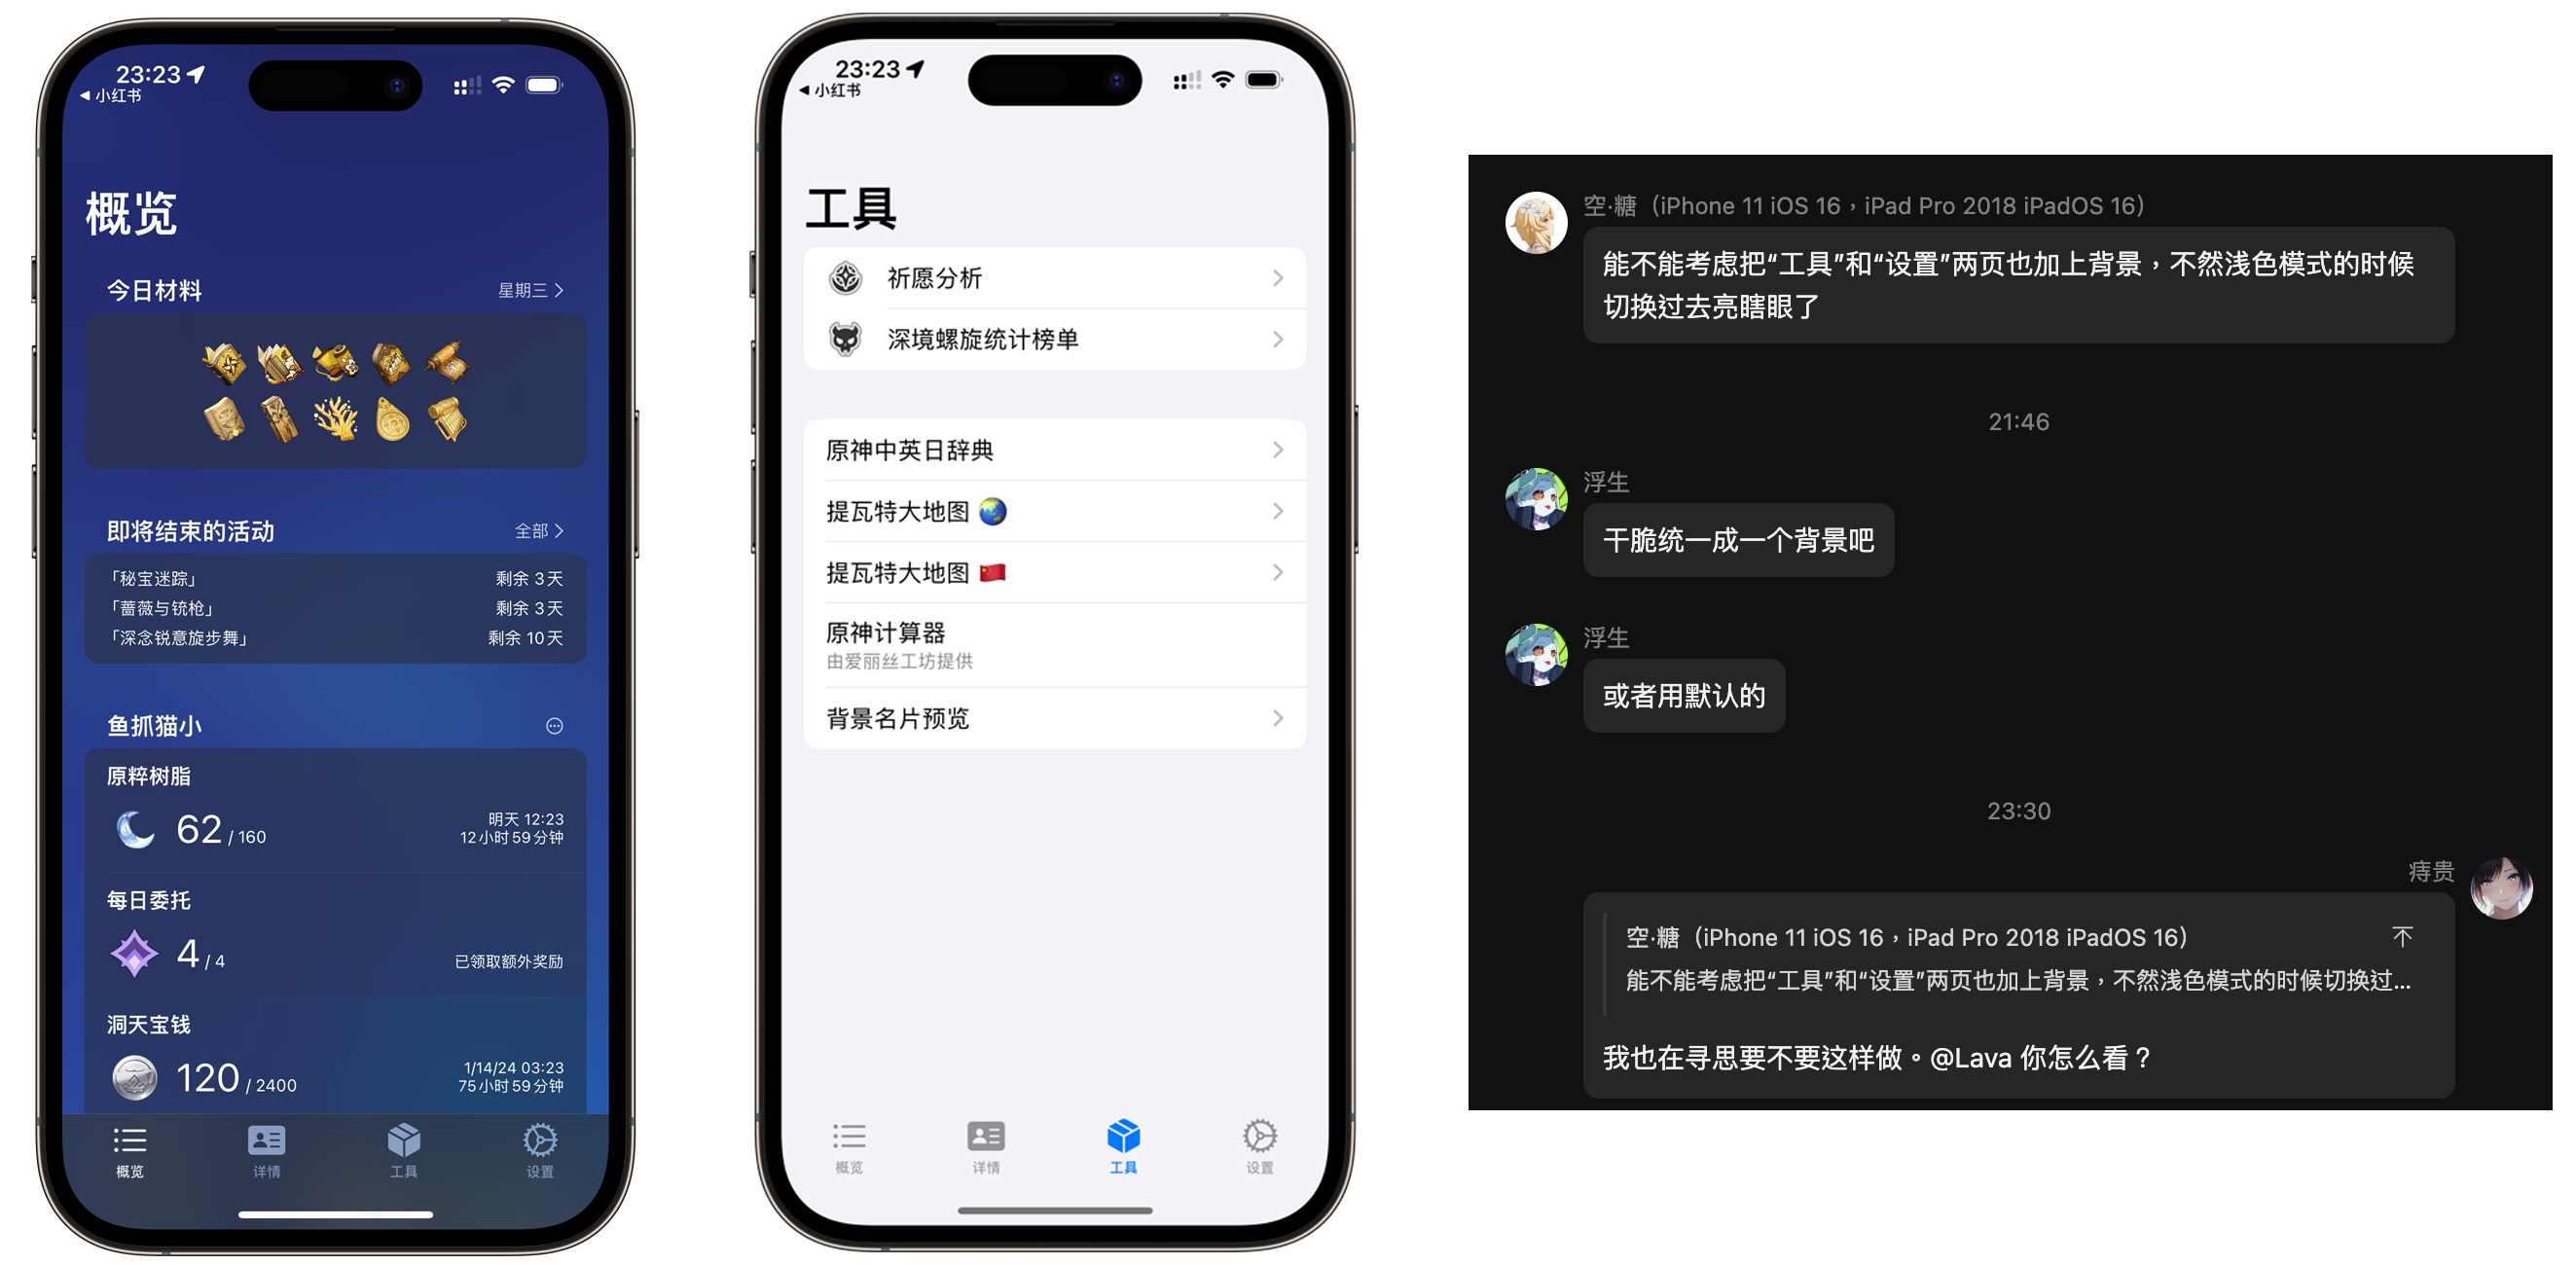 23:23
◀ 小红书
概览
今日材料
星期三 >
即将结束的活动
全部 >
「秘宝迷踪」
剩余 3天
「蔷薇与铳枪」
剩余 3天
「深念锐意旋步舞」
剩余 10天
鱼抓猫小
原粹树脂
62 / 160
明天 12:23
12小时59分钟
每日委托
4 / 4
已领取额外奖励
洞天宝钱
120 / 2400
1/14/24 03:23
75小时59分钟
概览
详情
工具
设置
23:23
◀ 小红书
工具
祈愿分析
深境螺旋统计榜单
原神中英日辞典
提瓦特大地图 🌏
提瓦特大地图 🇨🇳
原神计算器
由爱丽丝工坊提供
背景名片预览
概览
详情
工具
设置
空·糖（iPhone 11 iOS 16，iPad Pro 2018 iPadOS 16）
能不能考虑把“工具”和“设置”两页也加上背景，不然浅色模式的时候
切换过去亮瞎眼了
21:46
浮生
干脆统一成一个背景吧
浮生
或者用默认的
23:30
痔贵
空·糖（iPhone 11 iOS 16，iPad Pro 2018 iPadOS 16）
能不能考虑把“工具”和“设置”两页也加上背景，不然浅色模式的时候切换过...
我也在寻思要不要这样做。@Lava 你怎么看？